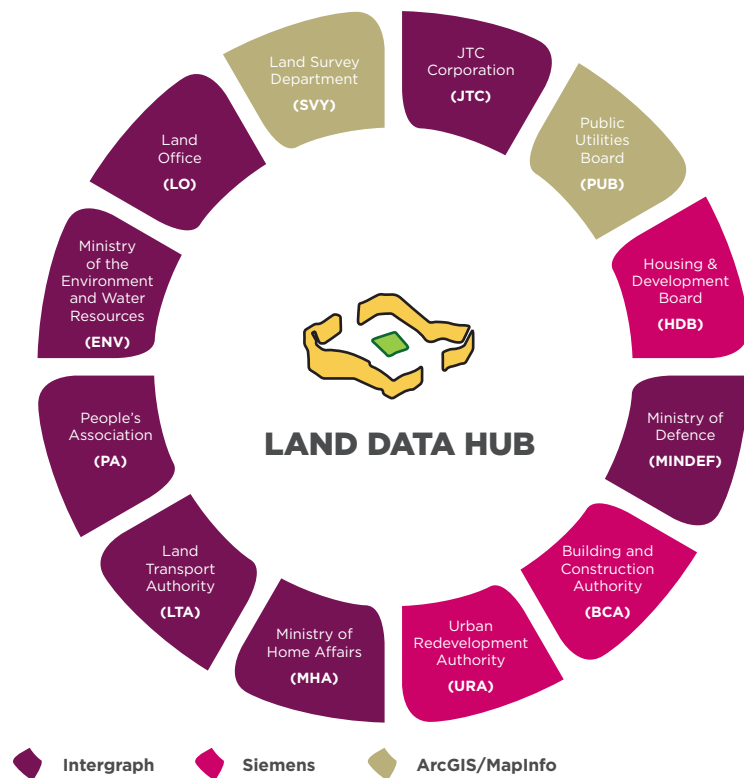 JTC
Corporation
(JTC)
Public
Utilities
Board
(PUB)
Housing &
Development
Board
(HDB)
Ministry of
Defence
(MINDEF)
Building and
Construction
Authority
(BCA)
Urban
Redevelopment
Authority
(URA)
Ministry of
Home Affairs
(MHA)
Land
Transport
Authority
(LTA)
People’s
Association
(PA)
Ministry
of the
Environment
and Water
Resources
(ENV)
Land
Office
(LO)
Land Survey
Department
(SVY)
LAND DATA HUB
Intergraph
Siemens
ArcGIS/MapInfo